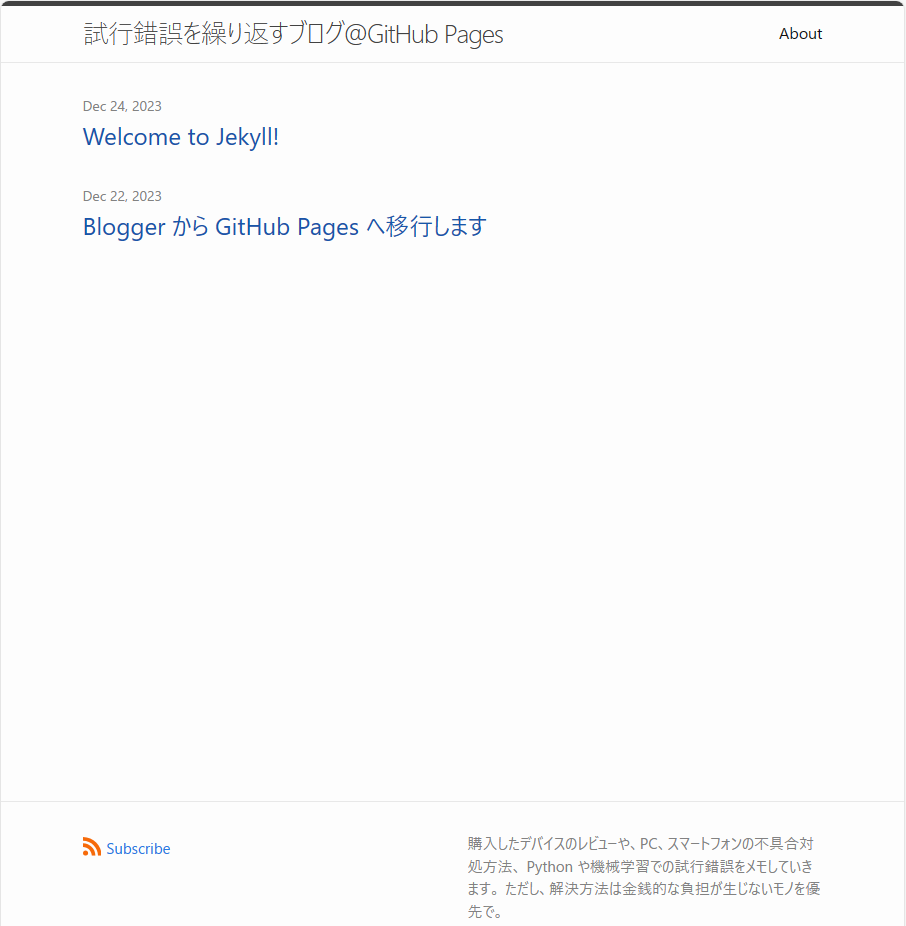 試行錯誤を繰り返すブログ@GitHub Pages
About
Dec 24, 2023
Welcome to Jekyll!
Dec 22, 2023
Blogger から GitHub Pages へ移行します
Subscribe
購入したデバイスのレビューや、PC、スマートフォンの不具合対
処方法、 Python や機械学習での試行錯誤をメモしていき
ます。ただし、解決方法は金銭的な負担が生じないモノを優
先で。